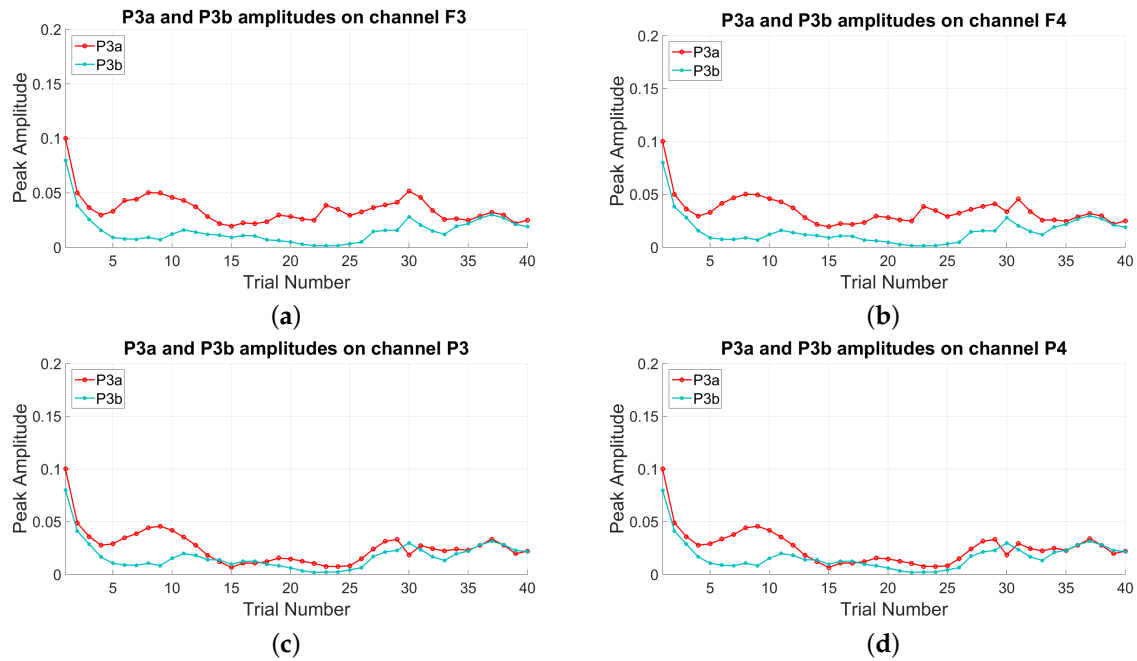 P3a and P3b amplitudes on channel F3
0.2
0.15
0.1
0.05
0
Peak Amplitude
P3a
P3b
5 10 15 20 25 30 35 40
Trial Number
(a)
P3a and P3b amplitudes on channel F4
0.2
0.15
0.1
0.05
0
Peak Amplitude
P3a
P3b
5 10 15 20 25 30 35 40
Trial Number
(b)
P3a and P3b amplitudes on channel P3
0.2
0.15
0.1
0.05
0
Peak Amplitude
P3a
P3b
5 10 15 20 25 30 35 40
Trial Number
(c)
P3a and P3b amplitudes on channel P4
0.2
0.15
0.1
0.05
0
Peak Amplitude
P3a
P3b
5 10 15 20 25 30 35 40
Trial Number
(d)